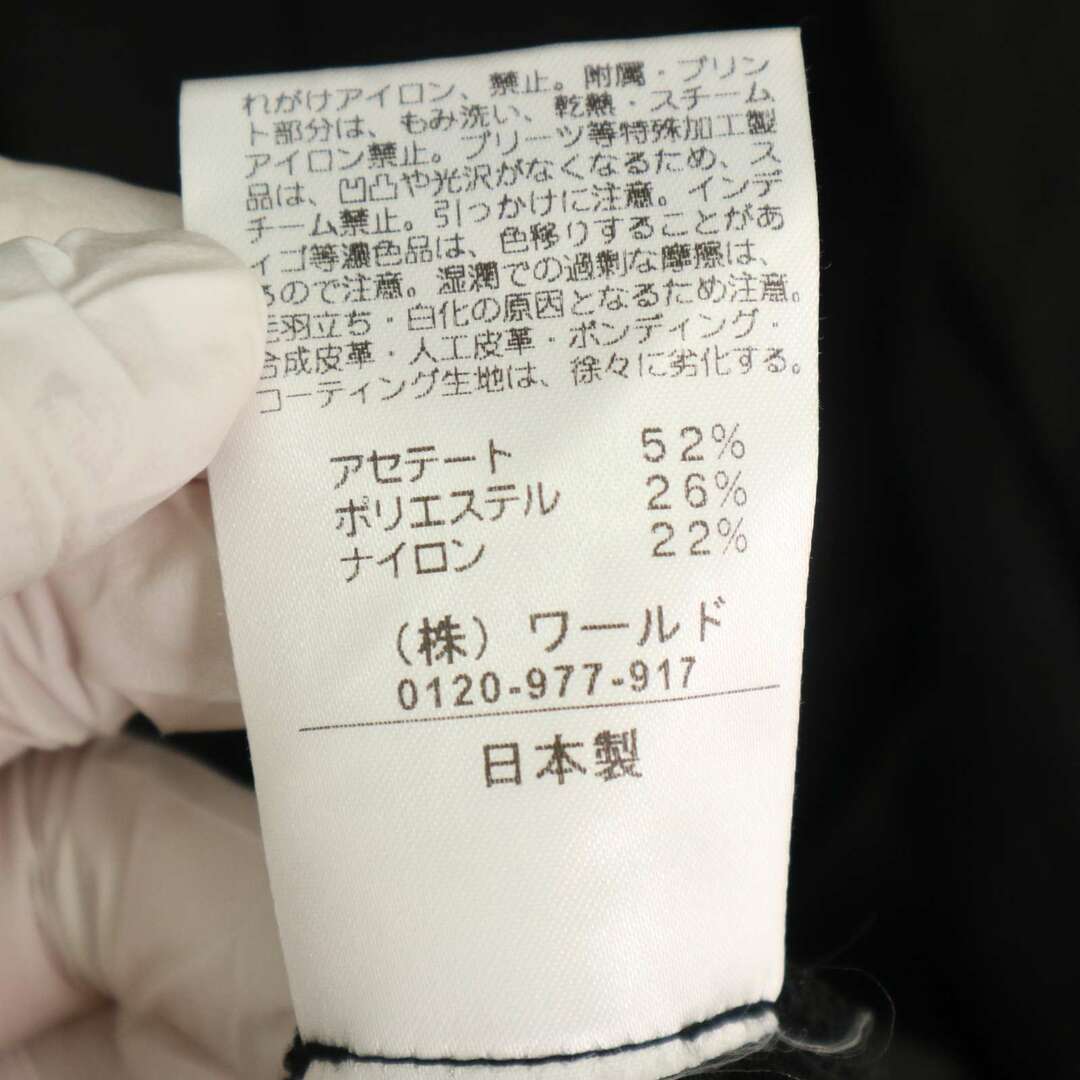 れがけアイロン、禁止。附属・プリン
ト部分は、もみ洗い、乾熱・スチーム
アイロン禁止。プリーツ等特殊加工製
品は、凹凸や光沢がなくなるため、ス
チーム禁止。引っかけに注意。インデ
ィゴ等濃色品は、色移りすることがあ
るので注意。湿潤での過剰な摩擦は、
毛羽立ち・白化の原因となるため注意。
合成皮革・人工皮革・ボンディング・
コーティング生地は、徐々に劣化する。
アセテート 52%
ポリエステル 26%
ナイロン 22%
(株) ワールド
0120-977-917
日本製